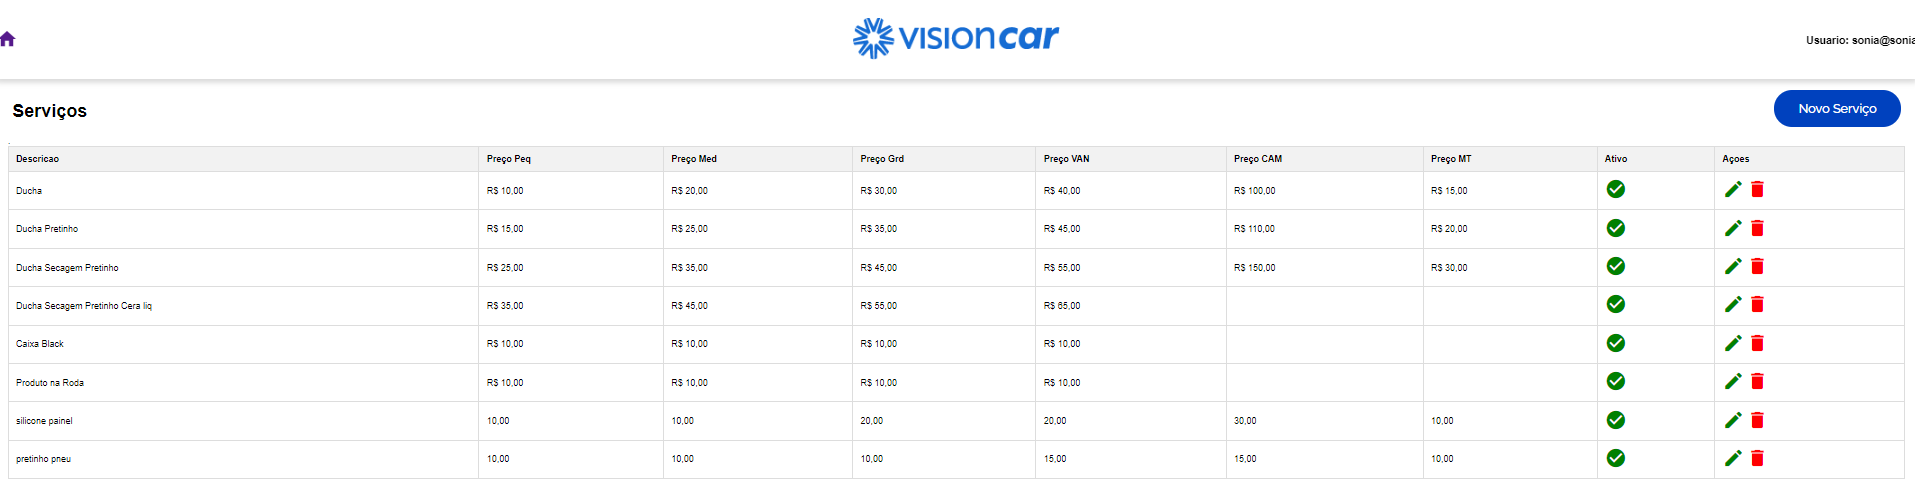 visioncar
Usuario: sonia@sonia
Serviços
Novo Serviço
Descricao Preço Peq Preço Med Preço Grd Preço VAN Preço CAM Preço MT Ativo Açoes
Ducha R$ 10,00 R$ 20,00 R$ 30,00 R$ 40,00 R$ 100,00 R$ 15,00
Ducha Pretinho R$ 15,00 R$ 25,00 R$ 35,00 R$ 45,00 R$ 110,00 R$ 20,00
Ducha Secagem Pretinho R$ 25,00 R$ 35,00 R$ 45,00 R$ 55,00 R$ 150,00 R$ 30,00
Ducha Secagem Pretinho Cera liq R$ 35,00 R$ 45,00 R$ 55,00 R$ 65,00
Caixa Black R$ 10,00 R$ 10,00 R$ 10,00 R$ 10,00
Produto na Roda R$ 10,00 R$ 10,00 R$ 10,00 R$ 10,00
silicone painel 10,00 10,00 20,00 20,00 30,00 10,00
pretinho pneu 10,00 10,00 10,00 15,00 15,00 10,00